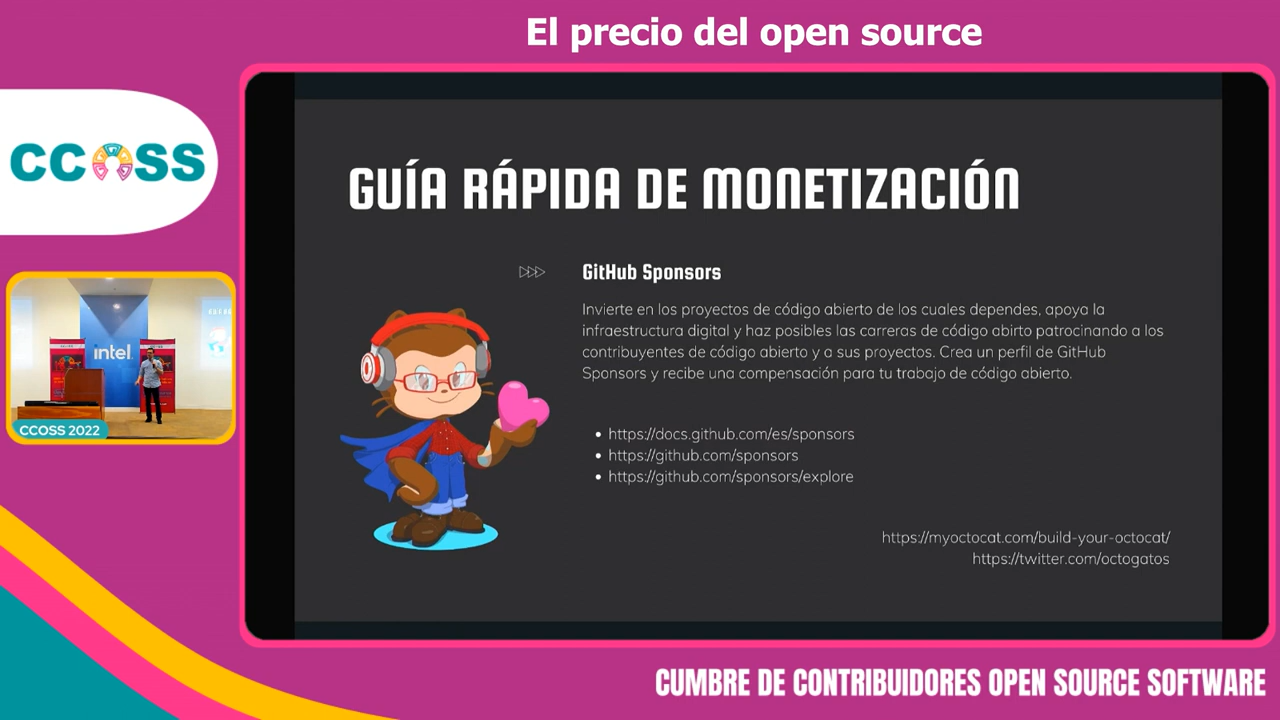 El precio del open source
CCOSS
GUÍA RÁPIDA DE MONETIZACIÓN
GitHub Sponsors
Invierte en los proyectos de código abierto de los cuales dependes, apoya la
infraestructura digital y haz posibles las carreras de código abirto patrocinando a los
contribuyentes de código abierto y a sus proyectos. Crea un perfil de GitHub
Sponsors y recibe una compensación para tu trabajo de código abierto.
• https://docs.github.com/es/sponsors
• https://github.com/sponsors
• https://github.com/sponsors/explore
https://myoctocat.com/build-your-octocat/
https://twitter.com/octogatos
intel.
CCOSS 2022
CUMBRE DE CONTRIBUIDORES OPEN SOURCE SOFTWARE